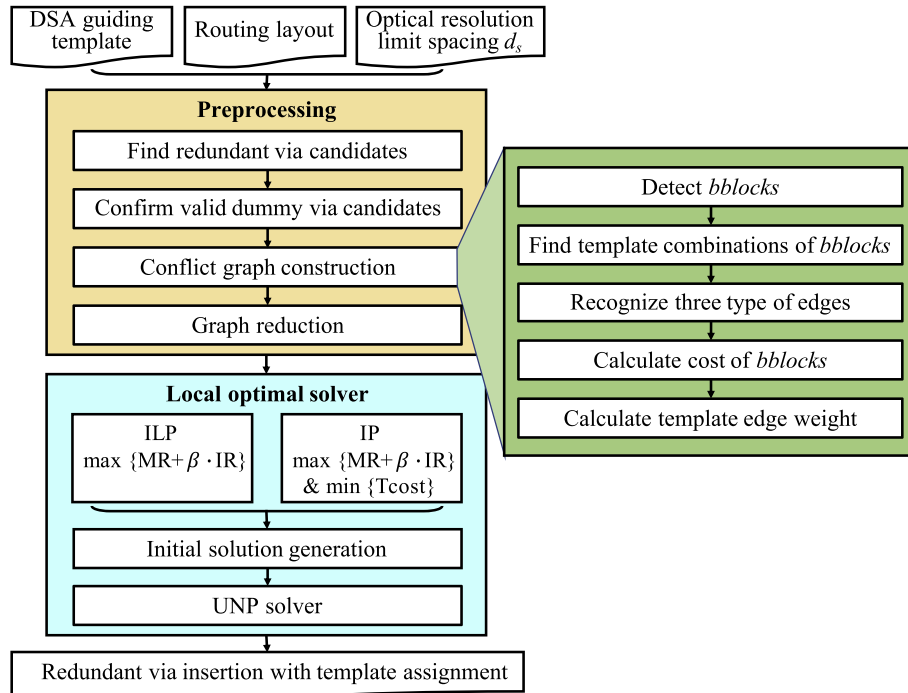 DSA guiding
template
Routing layout
Optical resolution
limit spacing dₛ
Preprocessing
Find redundant via candidates
Confirm valid dummy via candidates
Conflict graph construction
Graph reduction
Detect bblocks
Find template combinations of bblocks
Recognize three type of edges
Calculate cost of bblocks
Calculate template edge weight
Local optimal solver
ILP
max {MR+β·IR}
IP
max {MR+β·IR}
& min {Tcost}
Initial solution generation
UNP solver
Redundant via insertion with template assignment